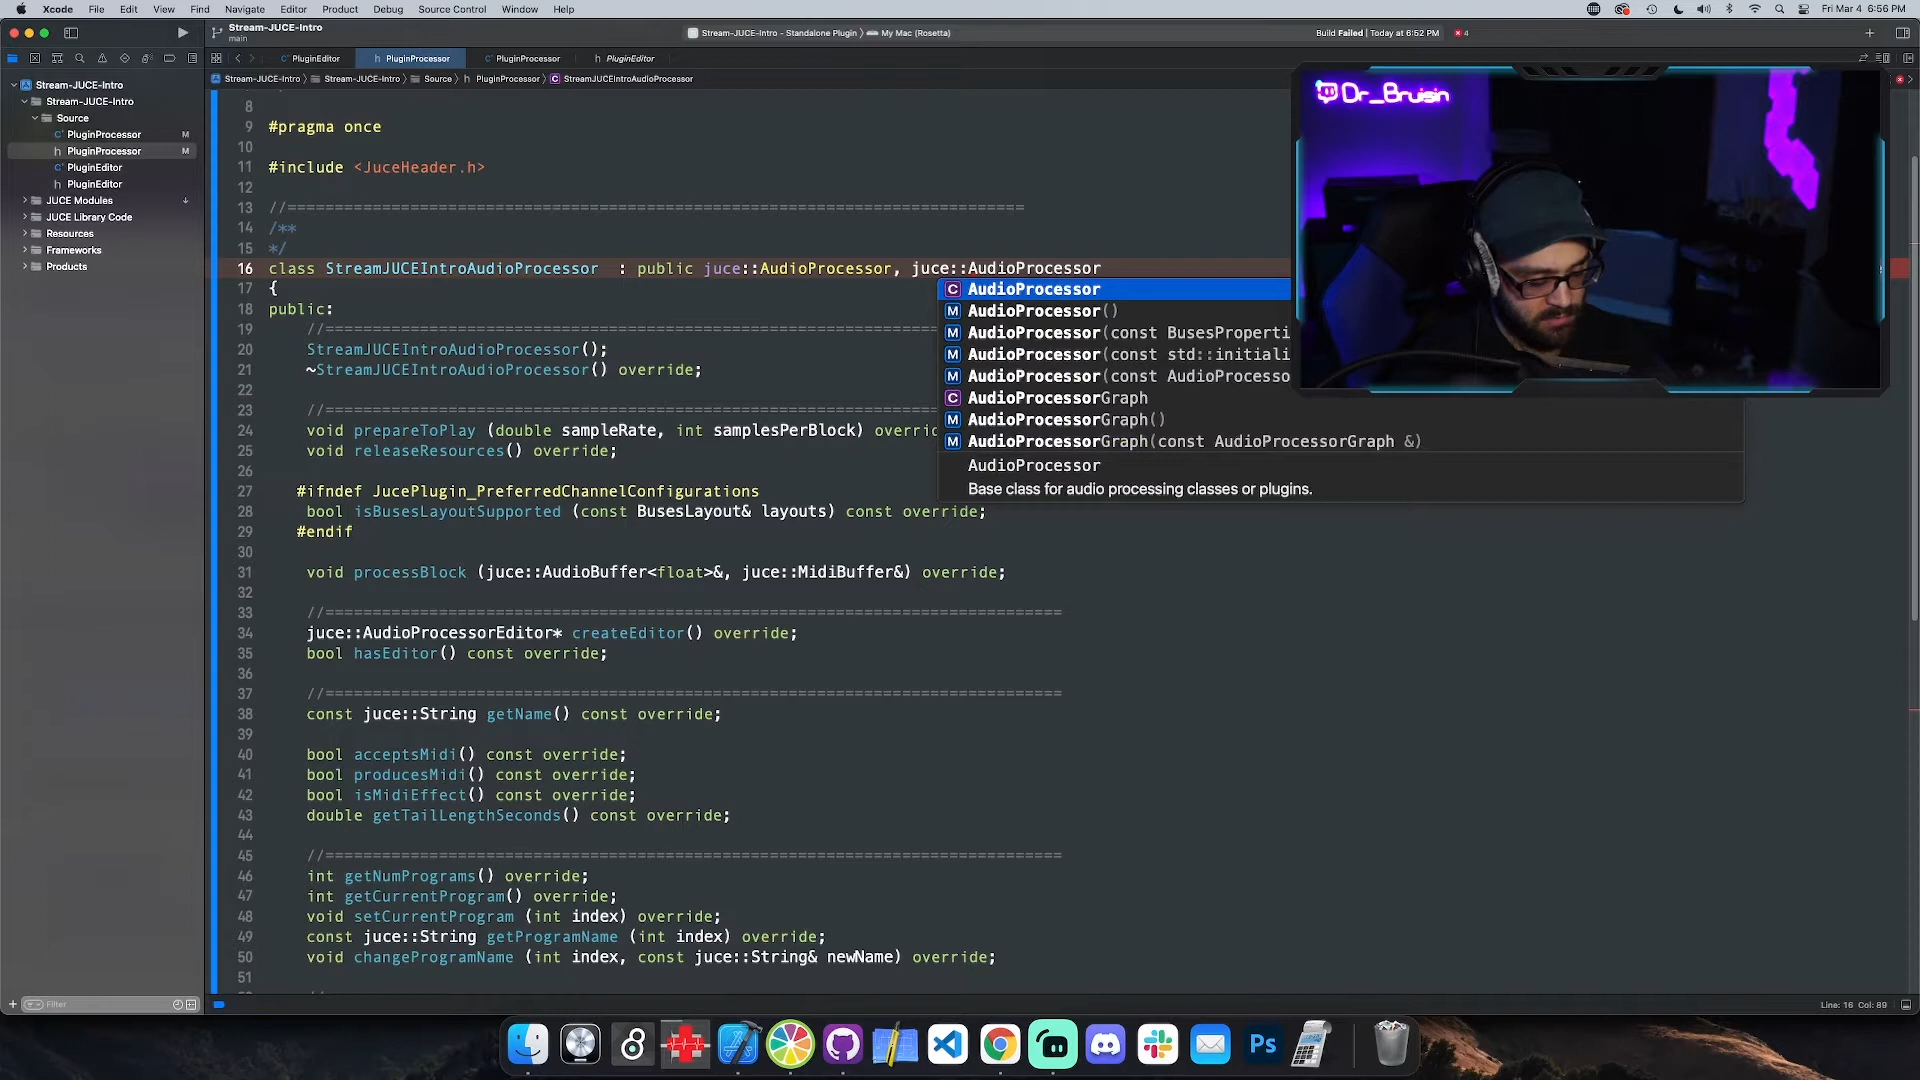 Xcode File Edit View Find Navigate Editor Product Debug Source Control Window Help
Fri Mar 4 6:56 PM
Stream-JUCE-Intro
main
Stream-JUCE-Intro - Standalone Plugin ⟩ My Mac (Rosetta)
Build Failed | Today at 6:52 PM
4
PluginEditor
PluginProcessor
PluginProcessor
PluginEditor
Stream-JUCE-Intro ⟩ Stream-JUCE-Intro ⟩ Source ⟩ PluginProcessor ⟩ StreamJUCEIntroAudioProcessor
Stream-JUCE-Intro
Stream-JUCE-Intro
Source
PluginProcessor M
PluginProcessor M
PluginEditor
PluginEditor
JUCE Modules
JUCE Library Code
Resources
Frameworks
Products
Dr_Bruisin
8
9 #pragma once
10
11 #include <JuceHeader.h>
12
13 //==============================================================================
14 /**
15 */
16 class StreamJUCEIntroAudioProcessor : public juce::AudioProcessor, juce::AudioProcessor
17 {
18 public:
19 //==============================================================================
20 StreamJUCEIntroAudioProcessor();
21 ~StreamJUCEIntroAudioProcessor() override;
22
23 //==============================================================================
24 void prepareToPlay (double sampleRate, int samplesPerBlock) overrid
25 void releaseResources() override;
26
27 #ifndef JucePlugin_PreferredChannelConfigurations
28 bool isBusesLayoutSupported (const BusesLayout& layouts) const override;
29 #endif
30
31 void processBlock (juce::AudioBuffer<float>&, juce::MidiBuffer&) override;
32
33 //==============================================================================
34 juce::AudioProcessorEditor* createEditor() override;
35 bool hasEditor() const override;
36
37 //==============================================================================
38 const juce::String getName() const override;
39
40 bool acceptsMidi() const override;
41 bool producesMidi() const override;
42 bool isMidiEffect() const override;
43 double getTailLengthSeconds() const override;
44
45 //==============================================================================
46 int getNumPrograms() override;
47 int getCurrentProgram() override;
48 void setCurrentProgram (int index) override;
49 const juce::String getProgramName (int index) override;
50 void changeProgramName (int index, const juce::String& newName) override;
51
C AudioProcessor
M AudioProcessor()
M AudioProcessor(const BusesProperti
M AudioProcessor(const std::initiali
M AudioProcessor(const AudioProcesso
C AudioProcessorGraph
M AudioProcessorGraph()
M AudioProcessorGraph(const AudioProcessorGraph &)
AudioProcessor
Base class for audio processing classes or plugins.
Filter
Line: 16 Col: 89
Ps